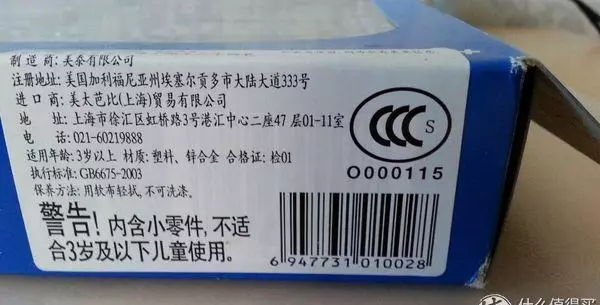 制 造 商: 美泰有限公司
注册地址: 美国加利福尼亚州埃塞尔贡多市大陆大道333号
进 口 商: 美太芭比(上海)贸易有限公司
地 址: 上海市徐汇区虹桥路3号港汇中心二座47 层01-11室
电 话: 021-60219888
适用年龄: 3岁以上 材质: 塑料、锌合金 合格证: 检01
执行标准: GB6675-2003
保养方法: 用软布轻拭, 不可洗涤.
CCC S
O000115
警告! 内含小零件, 不适
合3岁及以下儿童使用。
6 947731 010028
什么值得买